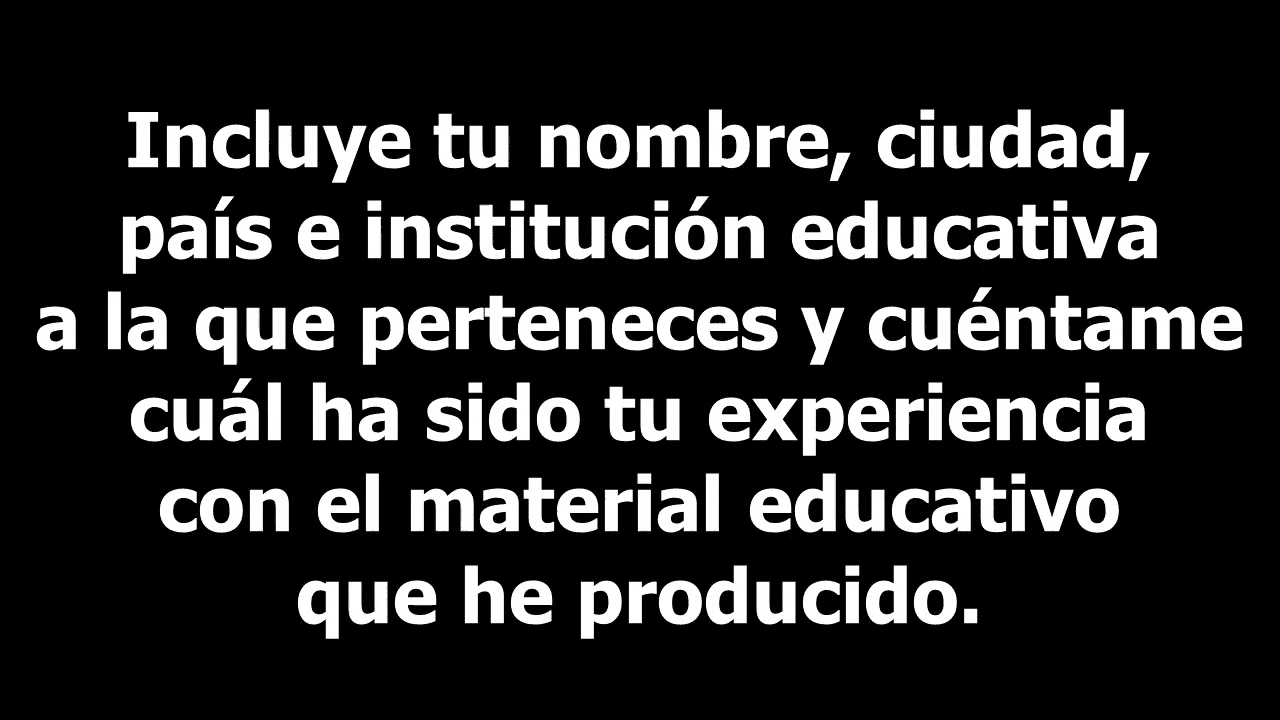 Incluye tu nombre, ciudad,
país e institución educativa
a la que perteneces y cuéntame
cuál ha sido tu experiencia
con el material educativo
que he producido.